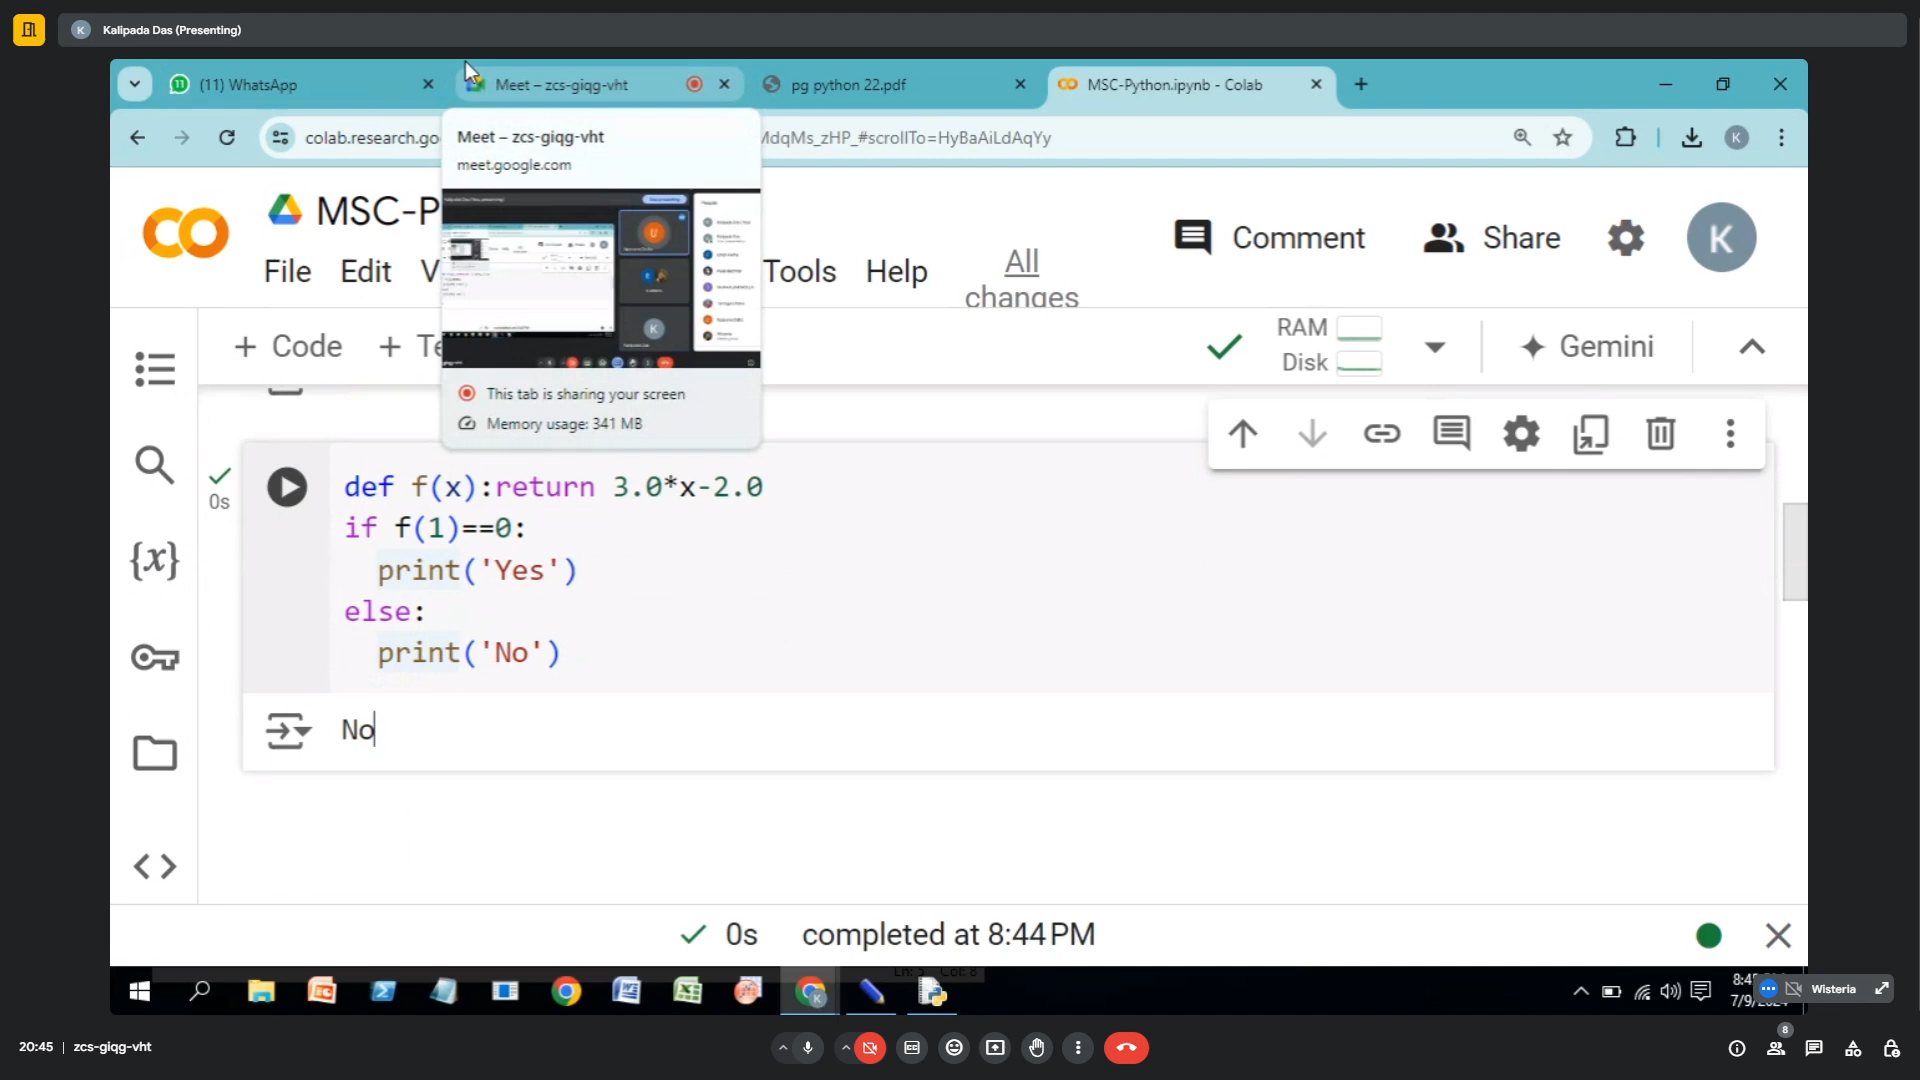 K Kalipada Das (Presenting)
(11) WhatsApp
Meet – zcs-giqg-vht
pg python 22.pdf
MSC-Python.ipynb - Colab
colab.research.go
MdqMs_zHP_#scrollTo=HyBaAiLdAqYy
K
Meet – zcs-giqg-vht
meet.google.com
This tab is sharing your screen
Memory usage: 341 MB
MSC-P
File Edit V
Tools Help
All
changes
Comment
Share
K
+ Code + Te
RAM
Disk
Gemini
{x}
0s
def f(x):return 3.0*x-2.0
if f(1)==0:
print('Yes')
else:
print('No')
No
0s completed at 8:44 PM
Ln: 5 Col: 8
Wisteria
20:45 | zcs-giqg-vht
8